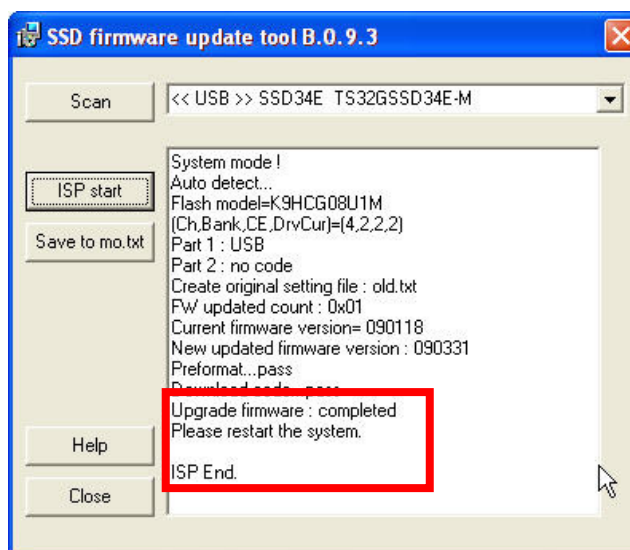 SSD firmware update tool B.0.9.3
Scan
<< USB >> SSD34E TS32GSSD34E-M
ISP start
Save to mo.txt
Help
Close
System mode !
Auto detect...
Flash model=K9HCG08U1M
(Ch,Bank,CE,DrvCur)=(4,2,2,2)
Part 1 : USB
Part 2 : no code
Create original setting file : old.txt
FW updated count : 0x01
Current firmware version= 090118
New updated firmware version : 090331
Preformat...pass
Download code...pass
Upgrade firmware : completed
Please restart the system.
ISP End.